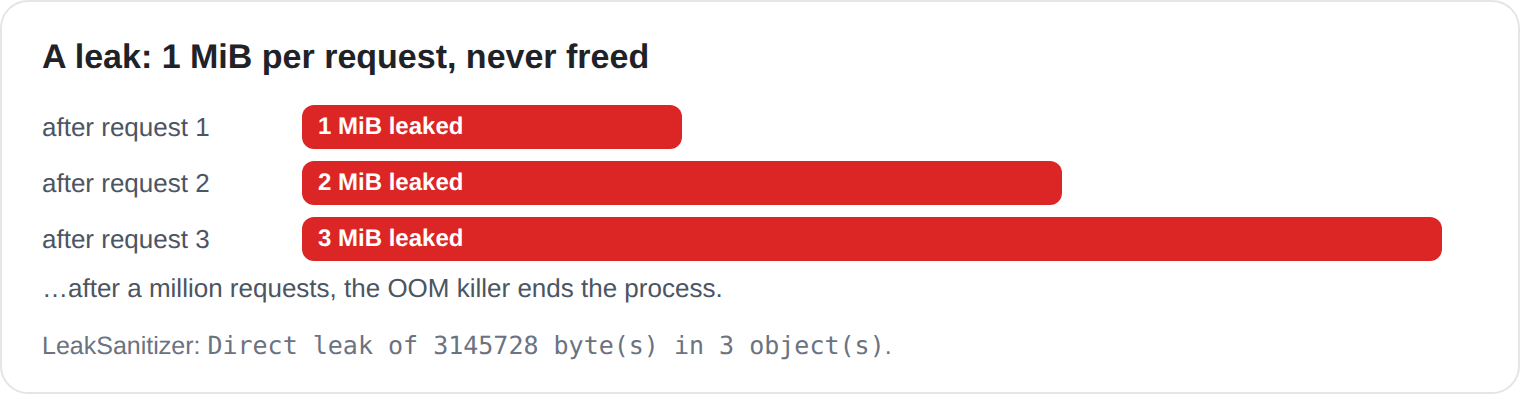 A leak: 1 MiB per request, never freed
after request 1 1 MiB leaked
after request 2 2 MiB leaked
after request 3 3 MiB leaked
…after a million requests, the OOM killer ends the process.
LeakSanitizer: Direct leak of 3145728 byte(s) in 3 object(s).